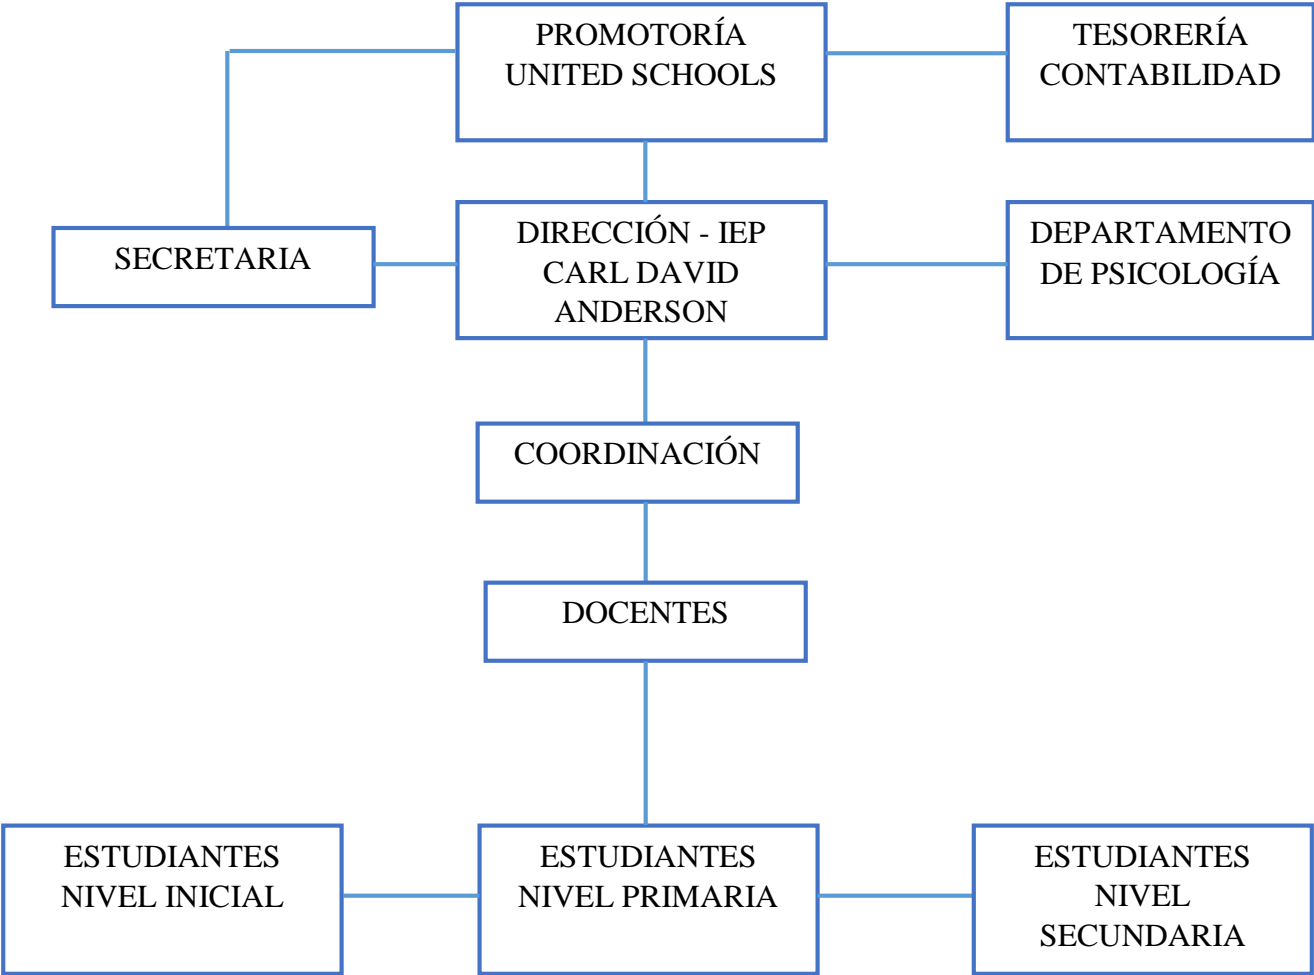 PROMOTORÍA
UNITED SCHOOLS
TESORERÍA
CONTABILIDAD
SECRETARIA
DIRECCIÓN - IEP
CARL DAVID
ANDERSON
DEPARTAMENTO
DE PSICOLOGÍA
COORDINACIÓN
DOCENTES
ESTUDIANTES
NIVEL INICIAL
ESTUDIANTES
NIVEL PRIMARIA
ESTUDIANTES
NIVEL
SECUNDARIA